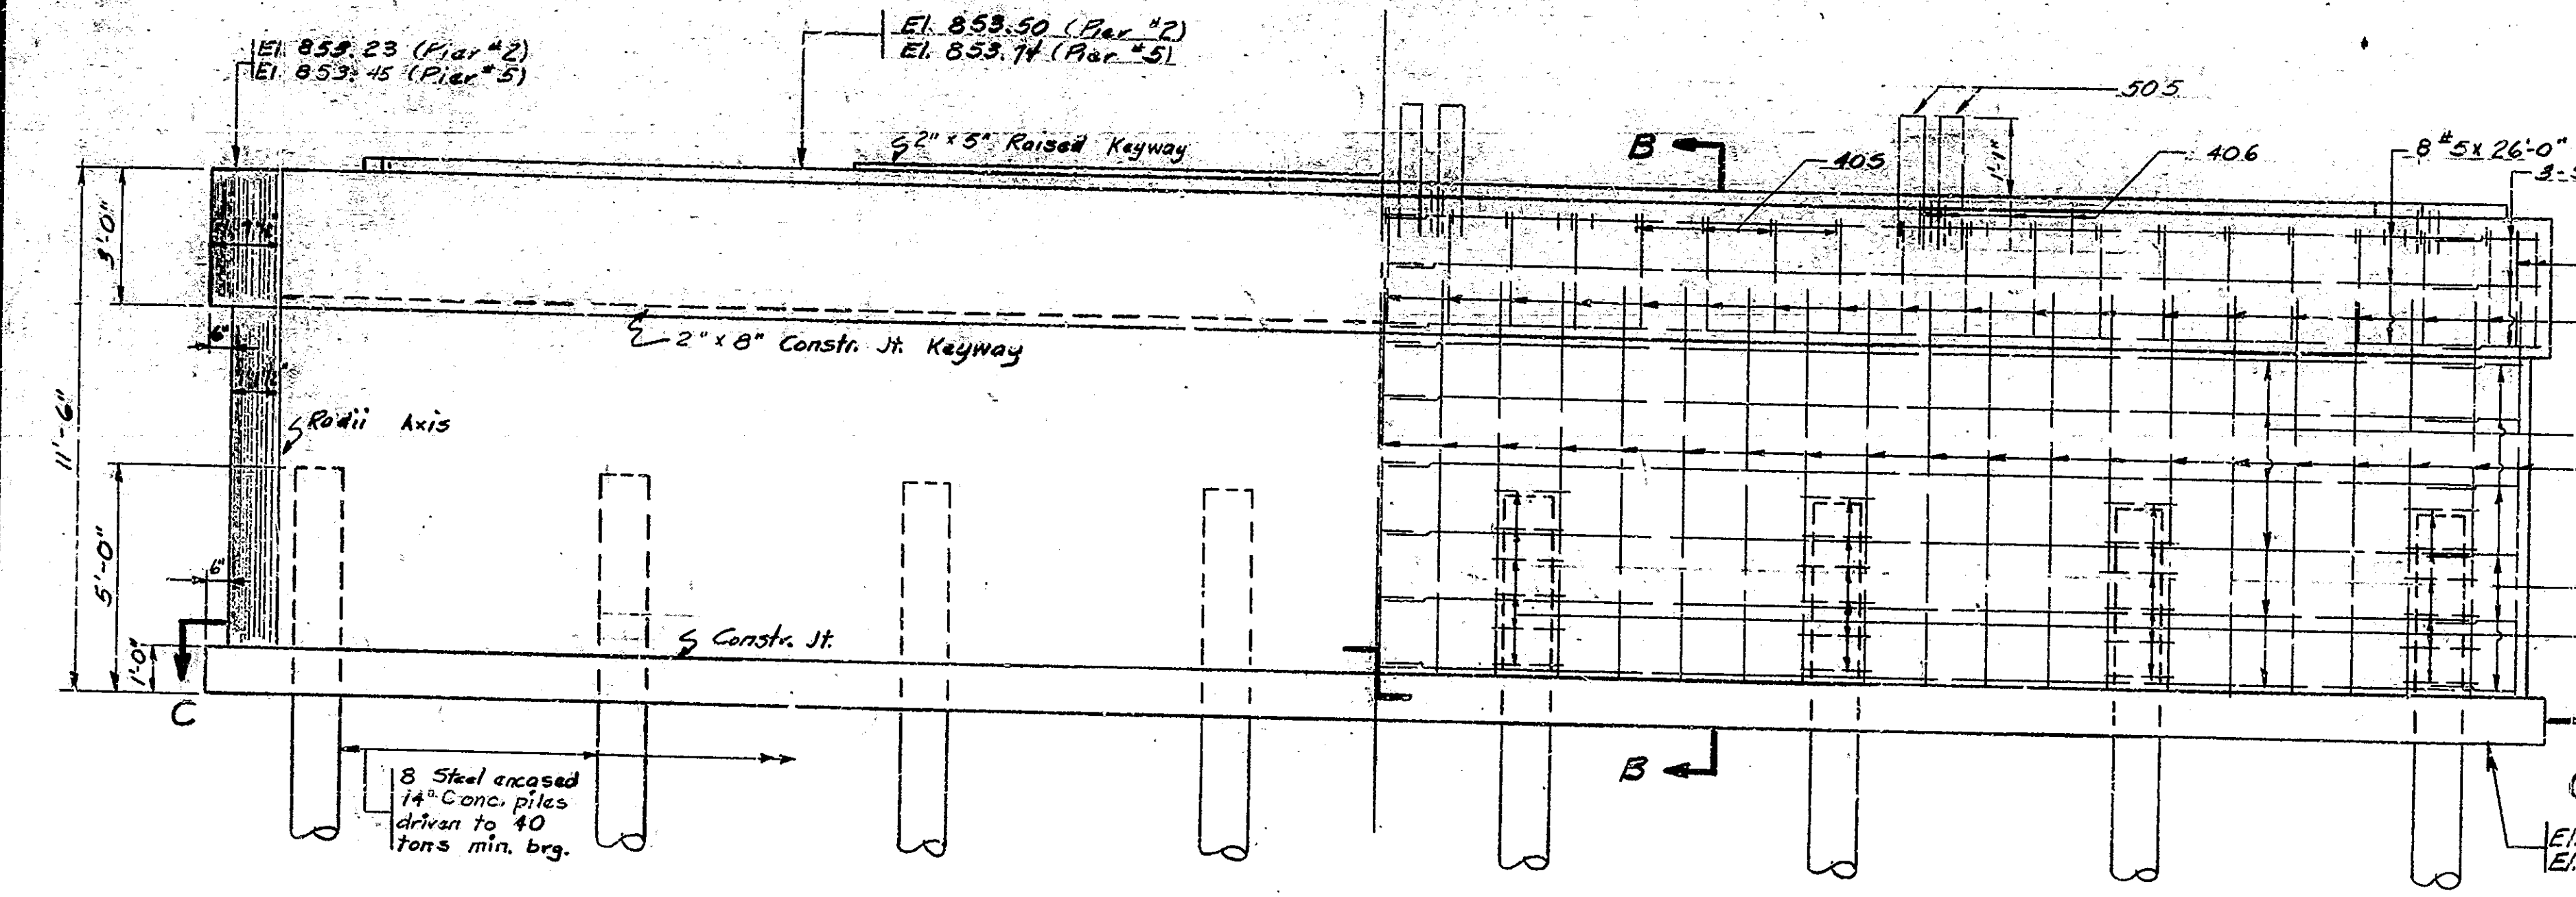 El. 853.23 (Pier #2)
El. 853.45 (Pier #5)
El. 853.50 (Pier #2)
El. 853.74 (Pier #5)
2" x 5" Raised Keyway
B
405
406
505
1'-1"
8 #5 x 26'-0"
3'-0"
6"
2" x 8" Constr. Jt. Keyway
11'-6"
Radii Axis
5'-0"
6"
1'-0"
Constr. Jt.
C
8 Steel encased
14" Conc. piles
driven to 40
tons min. brg.
B
El.
El.